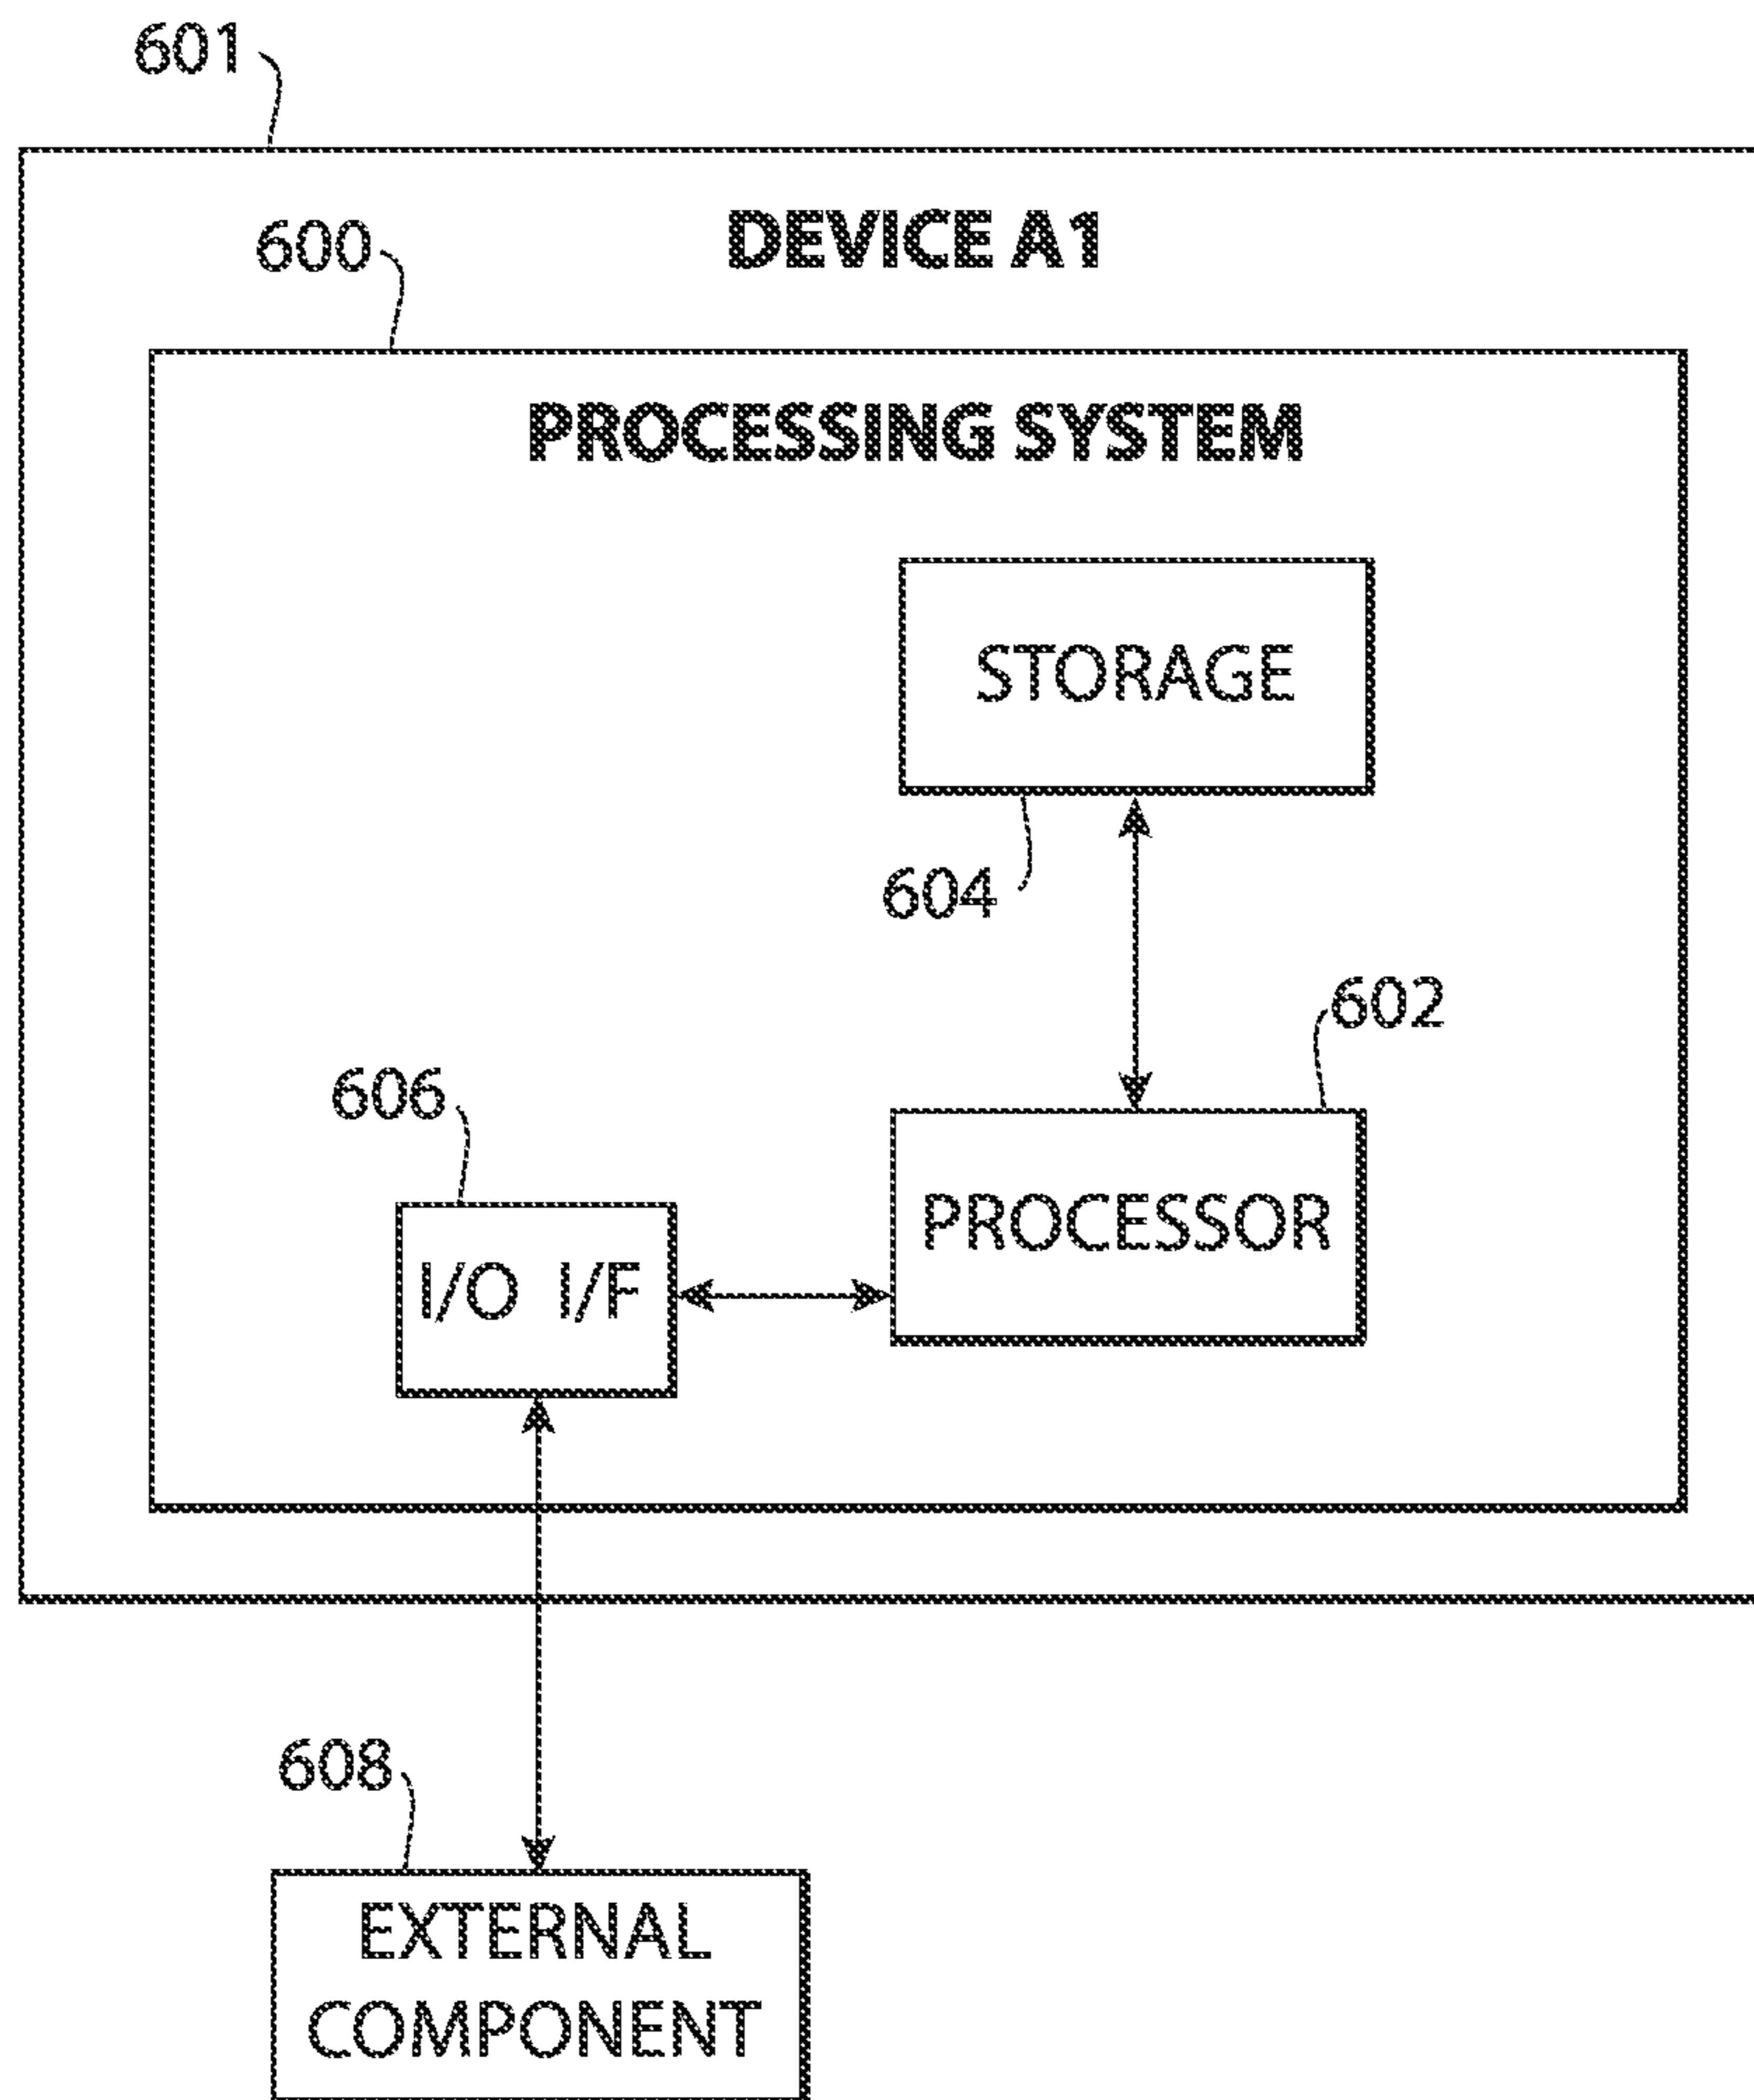 601
DEVICE A1
600
PROCESSING SYSTEM
STORAGE
604
602
606
PROCESSOR
I/O I/F
608
EXTERNAL
COMPONENT